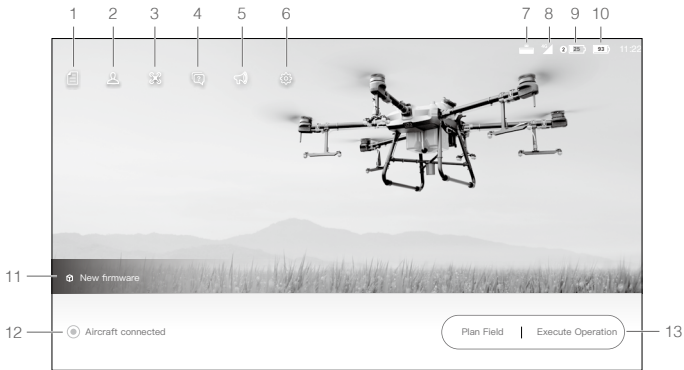 1 2 3 4 5 6 7 8 9 10
4G 2 25 93 11:22
11 New firmware
12 Aircraft connected Plan Field Execute Operation 13